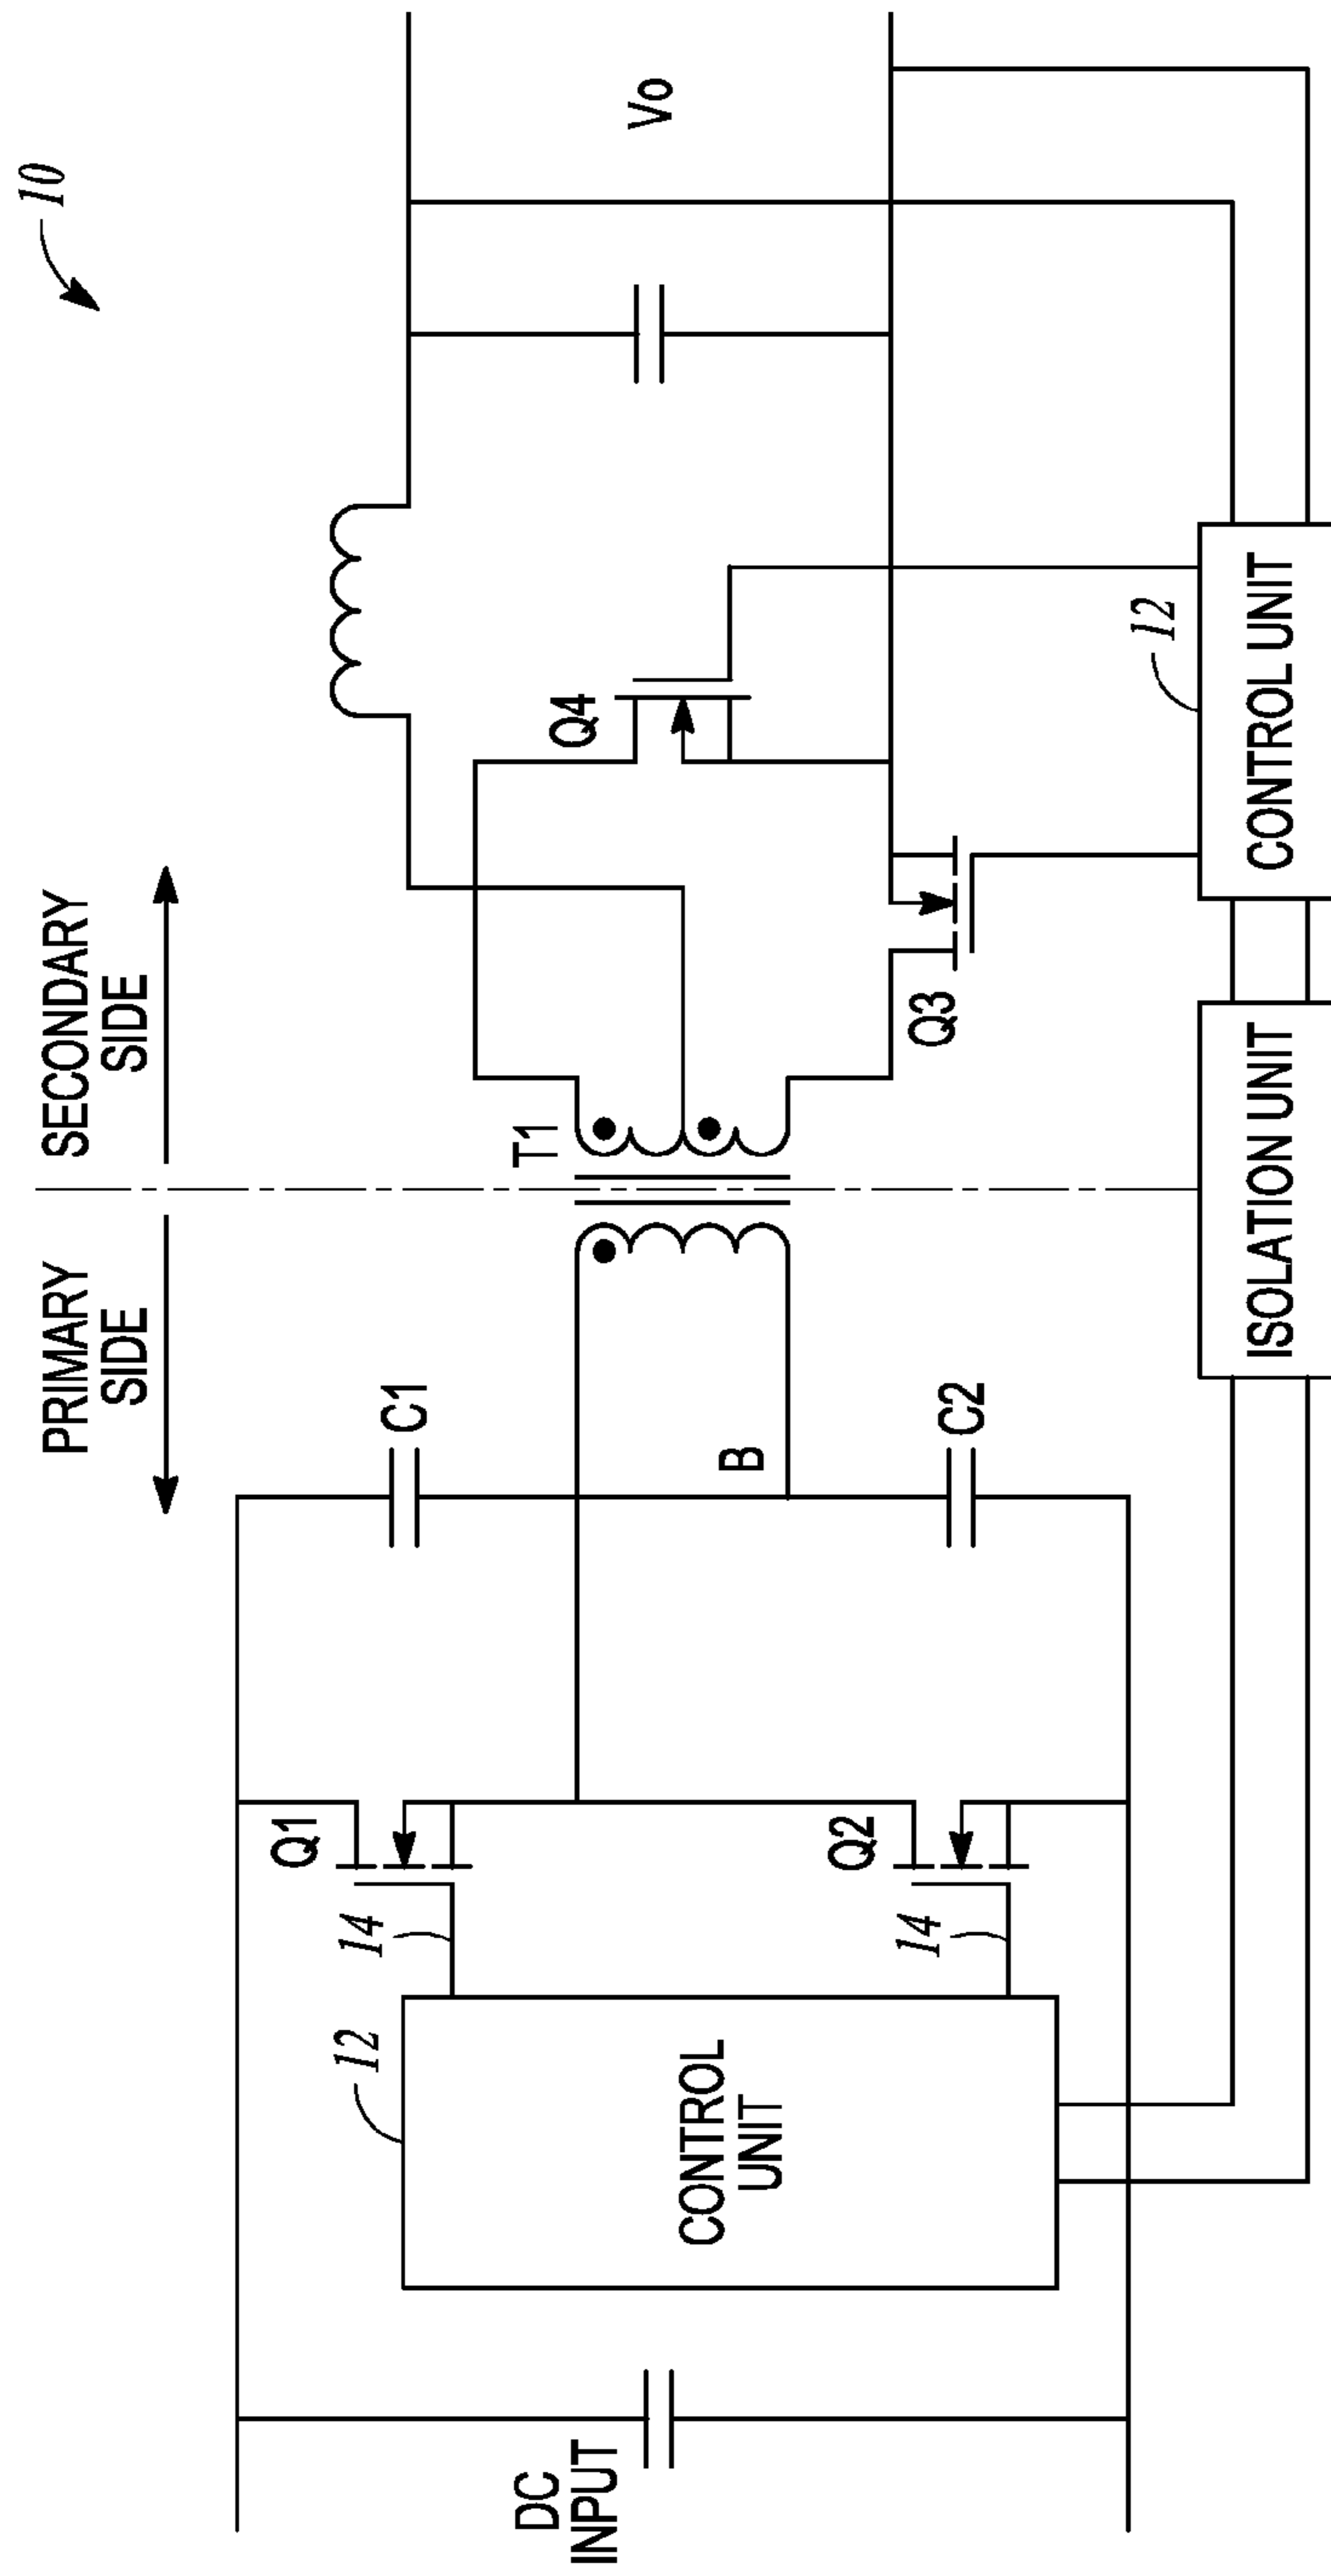 10
PRIMARY
SIDE
SECONDARY
SIDE
DC
INPUT
12
CONTROL
UNIT
14
Q1
14
Q2
C1
B
C2
T1
Q4
Q3
Vo
ISOLATION UNIT
12
CONTROL UNIT